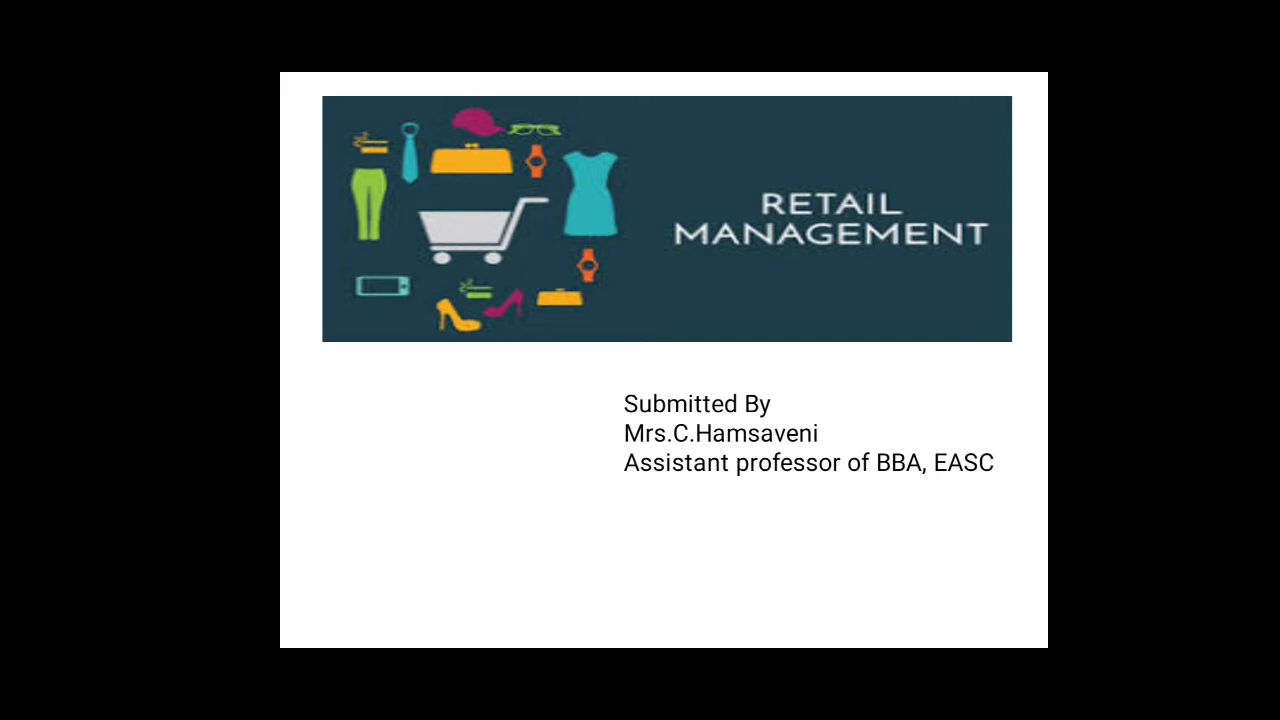 RETAIL
MANAGEMENT
Submitted By
Mrs.C.Hamsaveni
Assistant professor of BBA, EASC